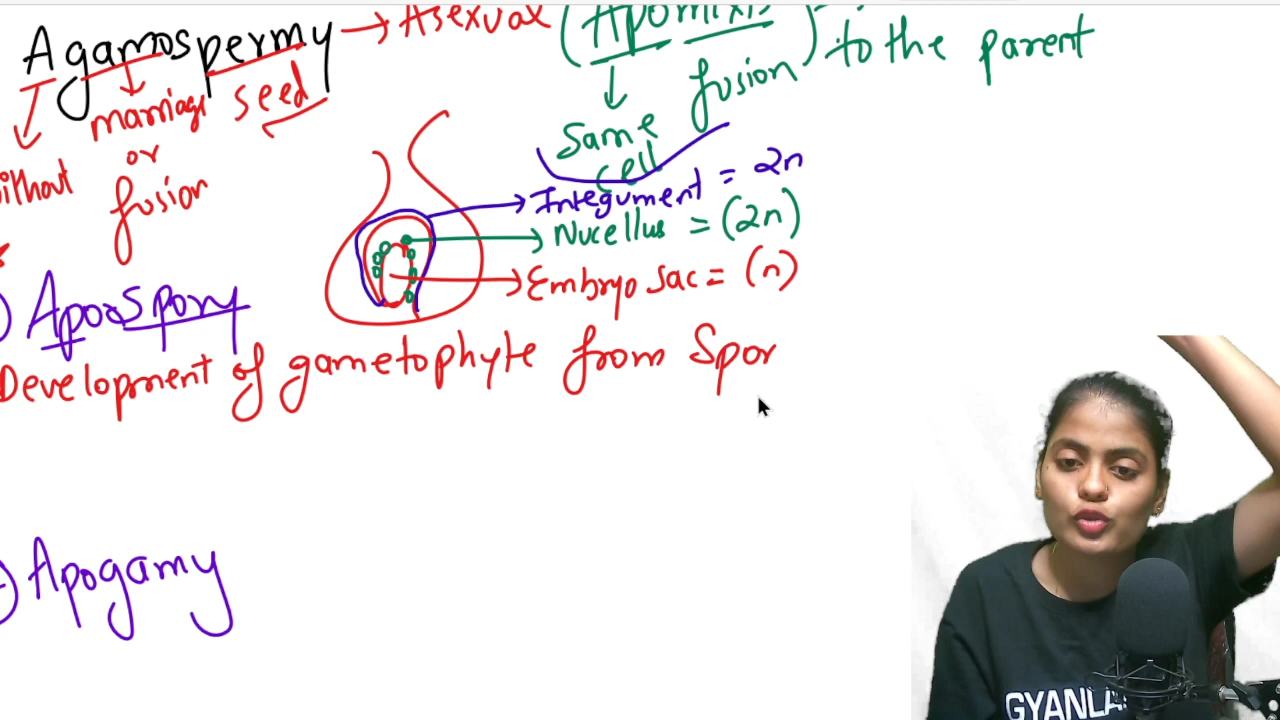 Agamospermy → Asexual (Apomixis
fusion) to the parent
without marriage or fusion seed
Same cell
Integument = 2n
Nucellus = (2n)
Embryo sac = (n)
Apospory
Development of gametophyte from Spor
Apogamy
GYANLA